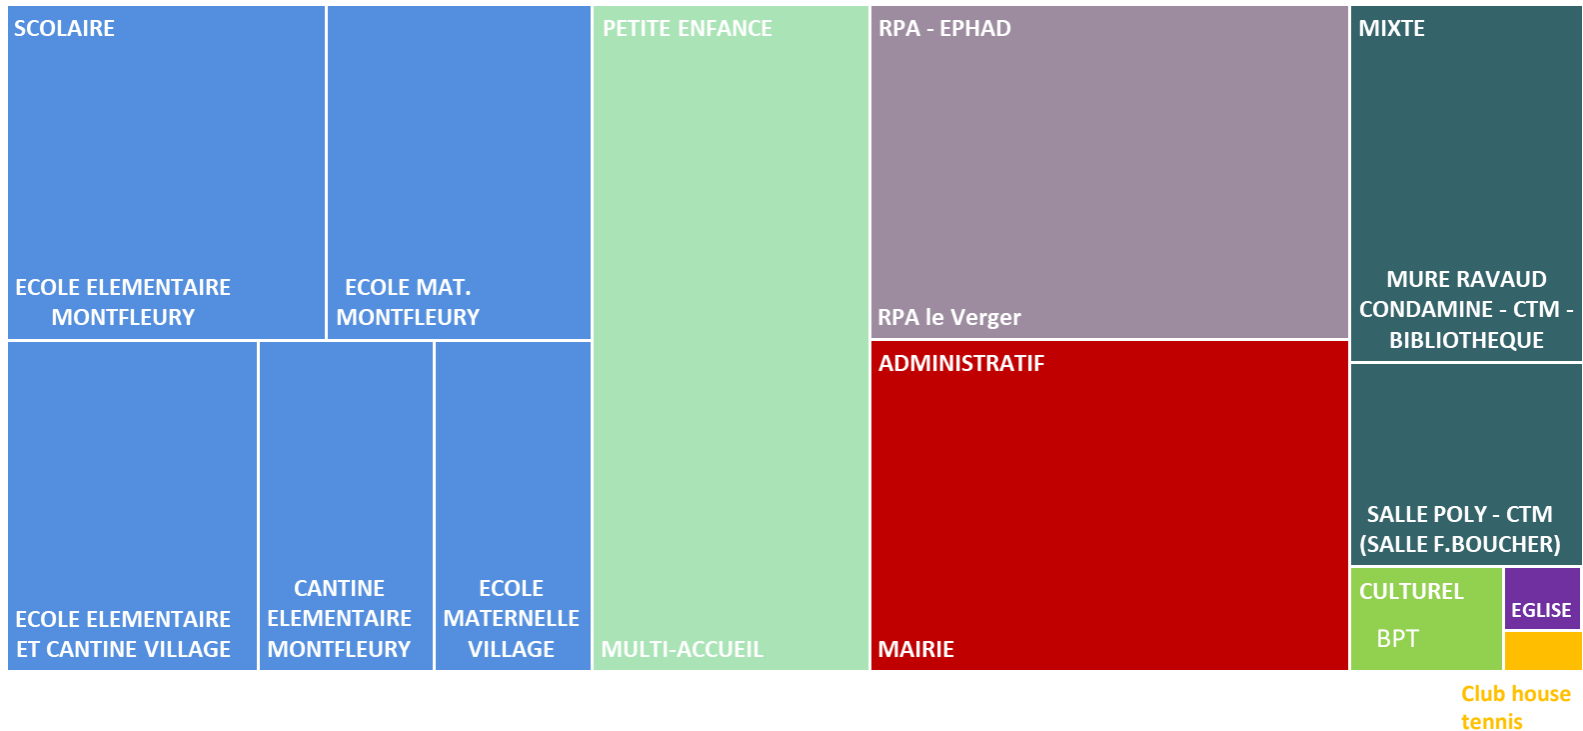 SCOLAIRE
ECOLE ELEMENTAIRE
MONTFLEURY
ECOLE MAT.
MONTFLEURY
ECOLE ELEMENTAIRE
ET CANTINE VILLAGE
CANTINE
ELEMENTAIRE
MONTFLEURY
ECOLE
MATERNELLE
VILLAGE
PETITE ENFANCE
MULTI-ACCUEIL
RPA - EPHAD
RPA le Verger
ADMINISTRATIF
MAIRIE
MIXTE
MURE RAVAUD
CONDAMINE - CTM -
BIBLIOTHEQUE
SALLE POLY - CTM
(SALLE F.BOUCHER)
CULTUREL
BPT
EGLISE
Club house
tennis